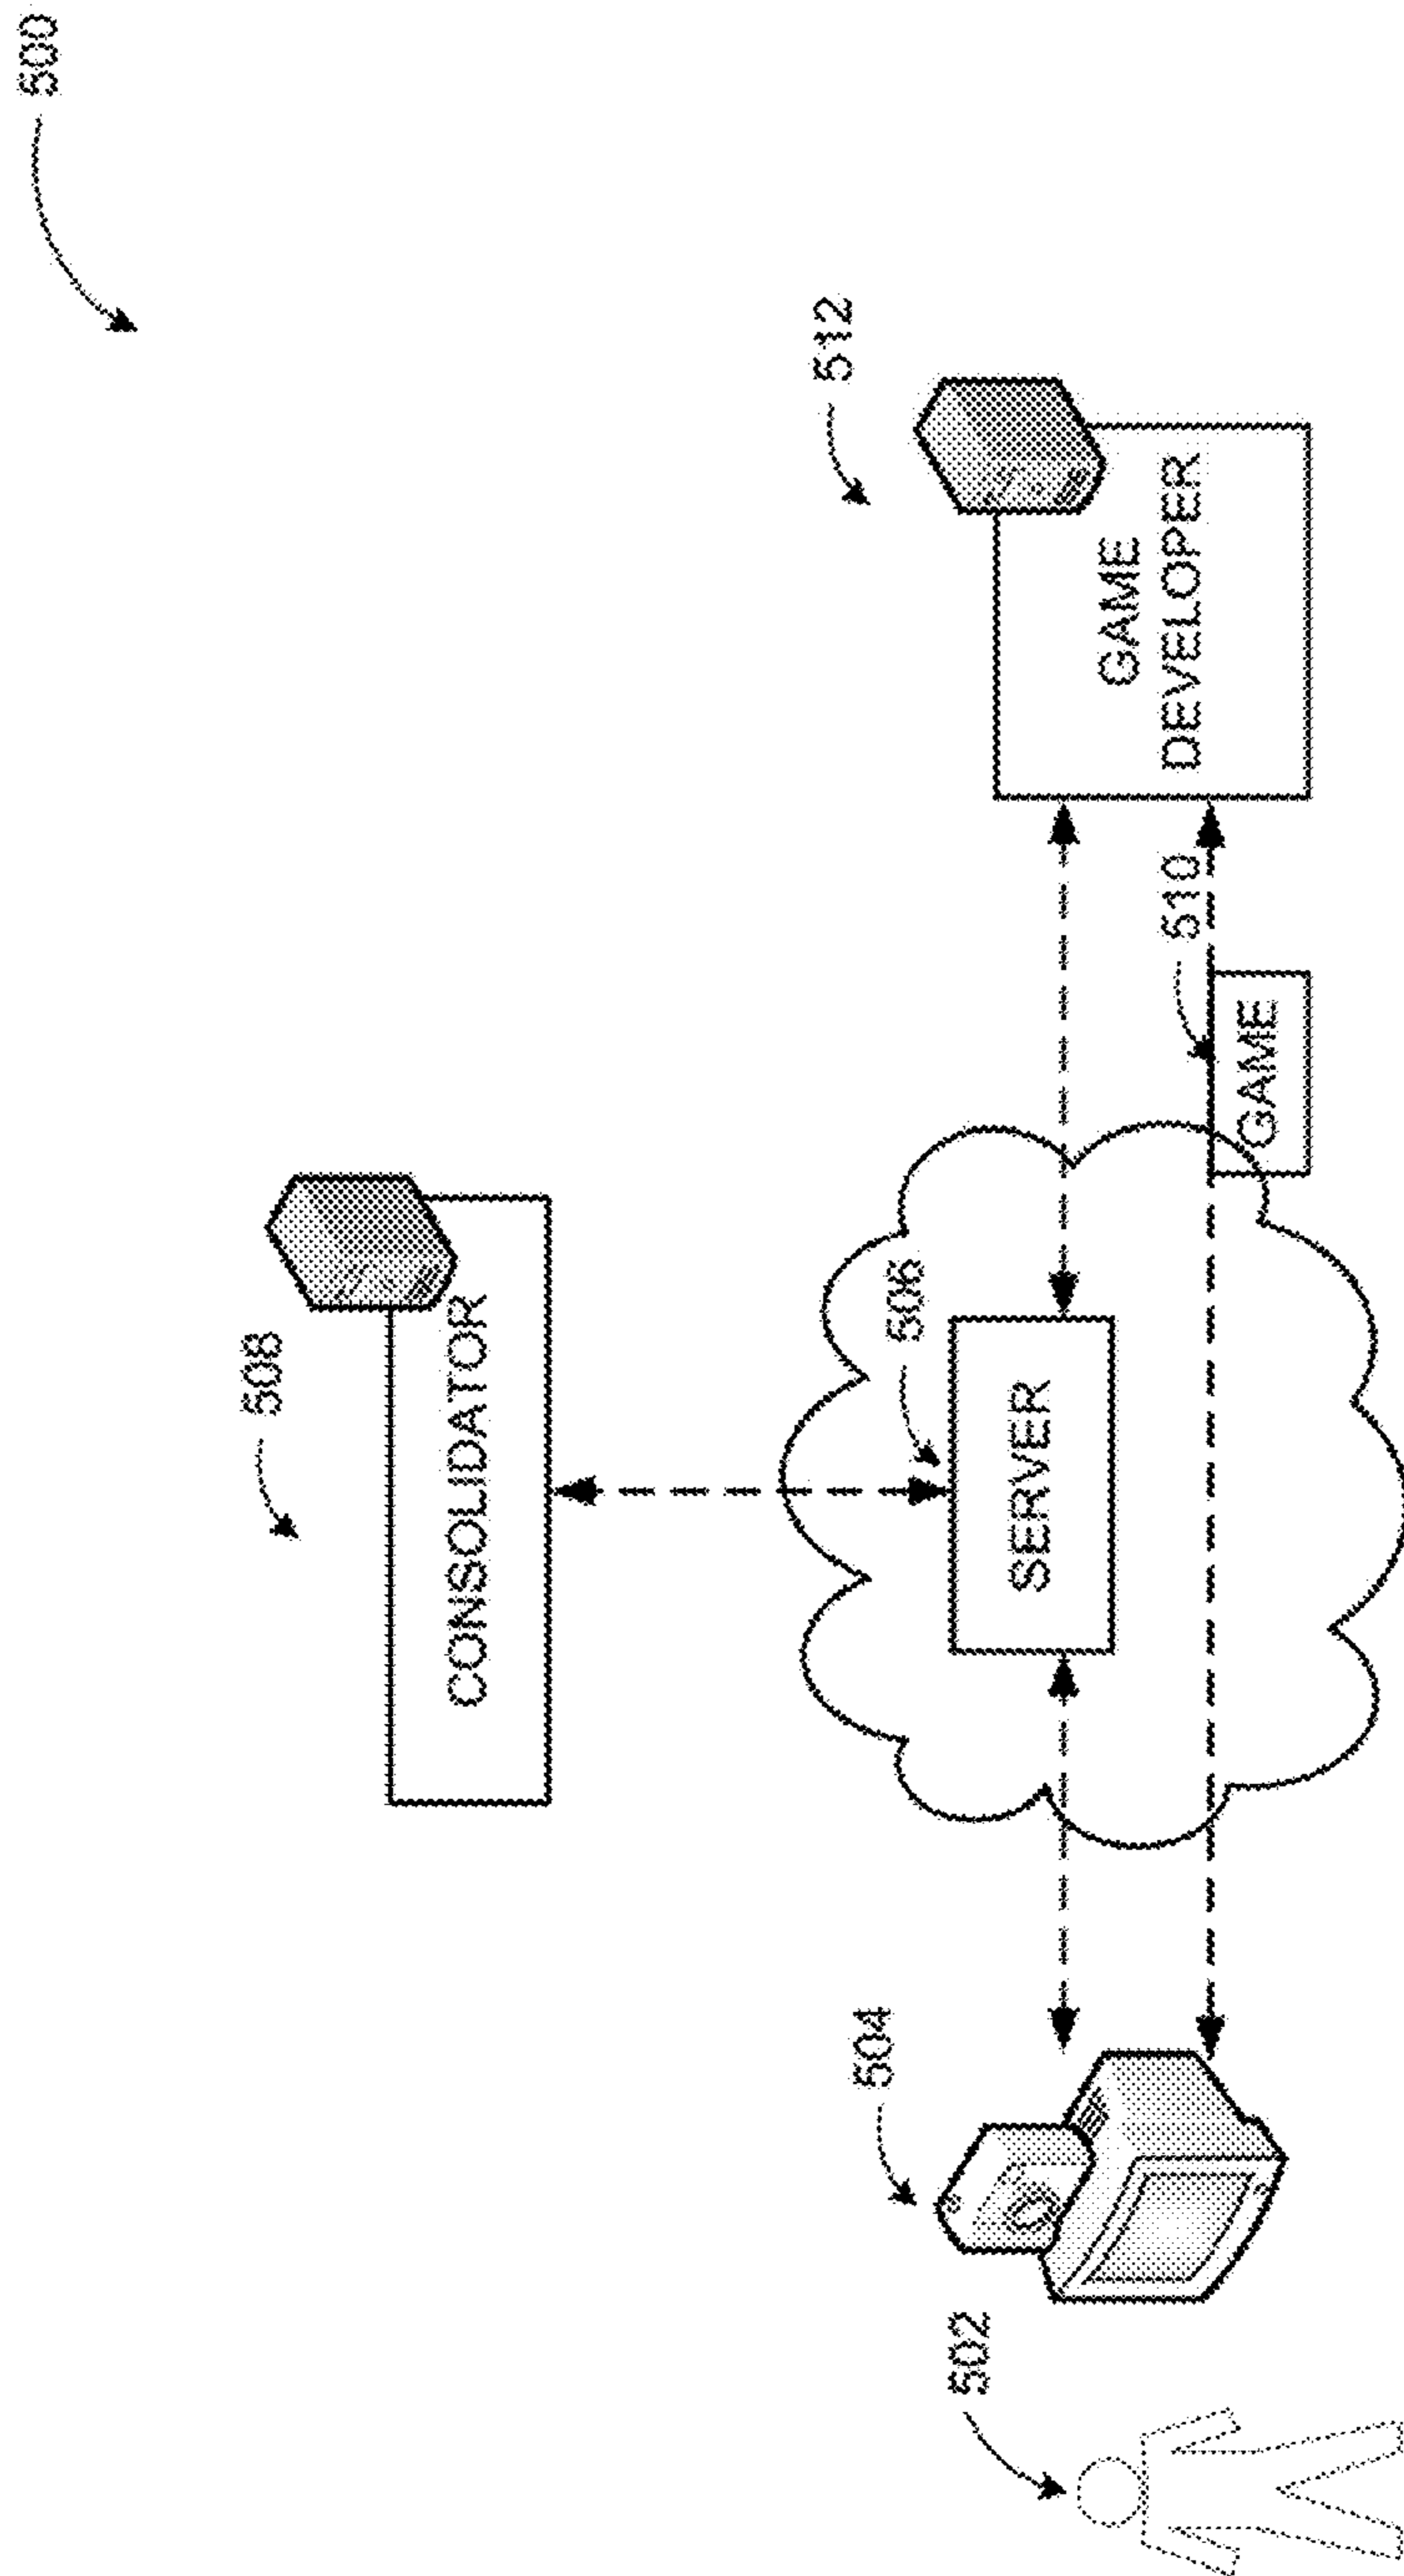 500
508
CONSOLIDATOR
512
504
506
SERVER
510
GAME
GAME
DEVELOPER
502